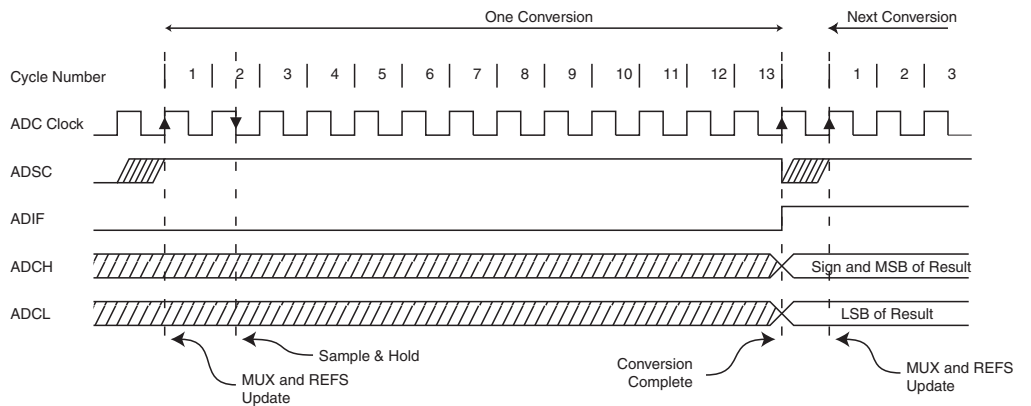 One Conversion Next Conversion
Cycle Number 1 2 3 4 5 6 7 8 9 10 11 12 13 1 2 3
ADC Clock
ADSC
ADIF
ADCH Sign and MSB of Result
ADCL LSB of Result
Sample & Hold
MUX and REFS
Update
Conversion
Complete
MUX and REFS
Update